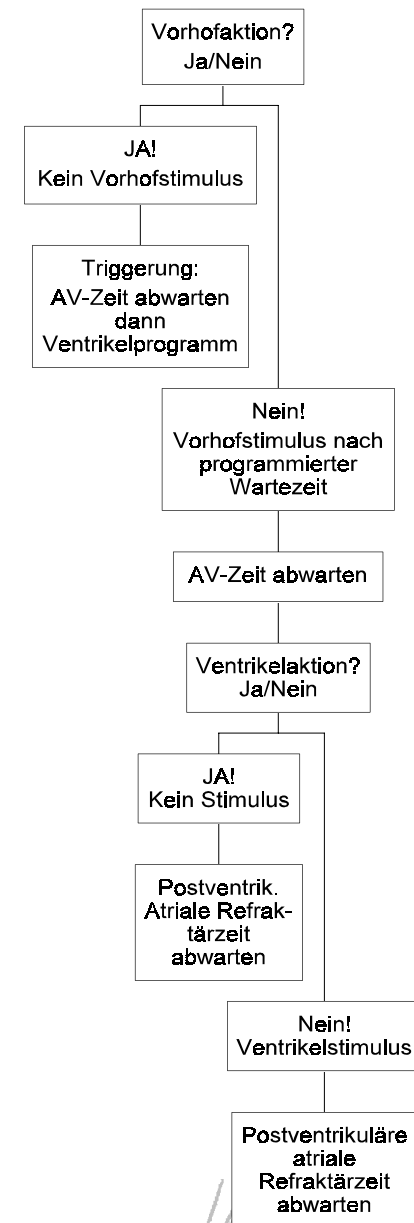 Vorhofaktion?
Ja/Nein
JA!
Kein Vorhofstimulus
Triggerung:
AV-Zeit abwarten
dann
Ventrikelprogramm
Nein!
Vorhofstimulus nach
programmierter
Wartezeit
AV-Zeit abwarten
Ventrikelaktion?
Ja/Nein
JA!
Kein Stimulus
Postventrik.
Atriale Refrak-
tärzeit
abwarten
Nein!
Ventrikelstimulus
Postventrikuläre
atriale
Refraktärzeit
abwarten